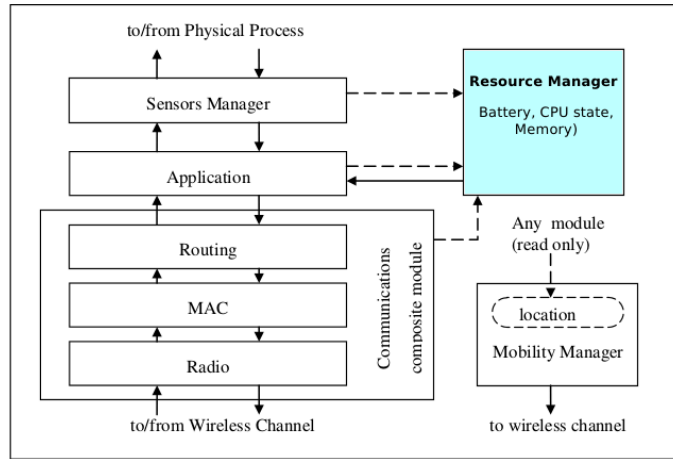 to/from Physical Process
Sensors Manager
Resource Manager
Battery, CPU state,
Memory)
Application
Any module
(read only)
Routing
MAC
Radio
Communications
composite module
location
Mobility Manager
to/from Wireless Channel
to wireless channel